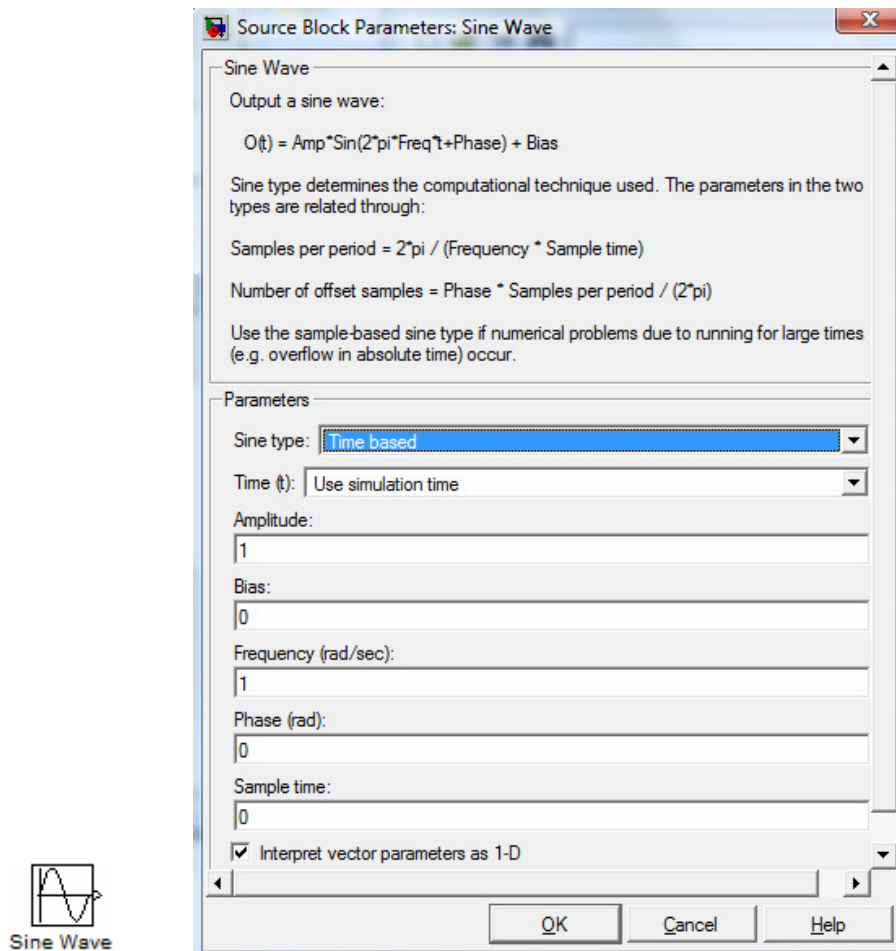 Source Block Parameters: Sine Wave
Sine Wave
Output a sine wave:
O(t) = Amp*Sin(2*pi*Freq*t+Phase) + Bias
Sine type determines the computational technique used. The parameters in the two
types are related through:
Samples per period = 2*pi / (Frequency * Sample time)
Number of offset samples = Phase * Samples per period / (2*pi)
Use the sample-based sine type if numerical problems due to running for large times
(e.g. overflow in absolute time) occur.
Parameters
Sine type: Time based
Time (t): Use simulation time
Amplitude:
1
Bias:
0
Frequency (rad/sec):
1
Phase (rad):
0
Sample time:
0
Interpret vector parameters as 1-D
OK Cancel Help
Sine Wave